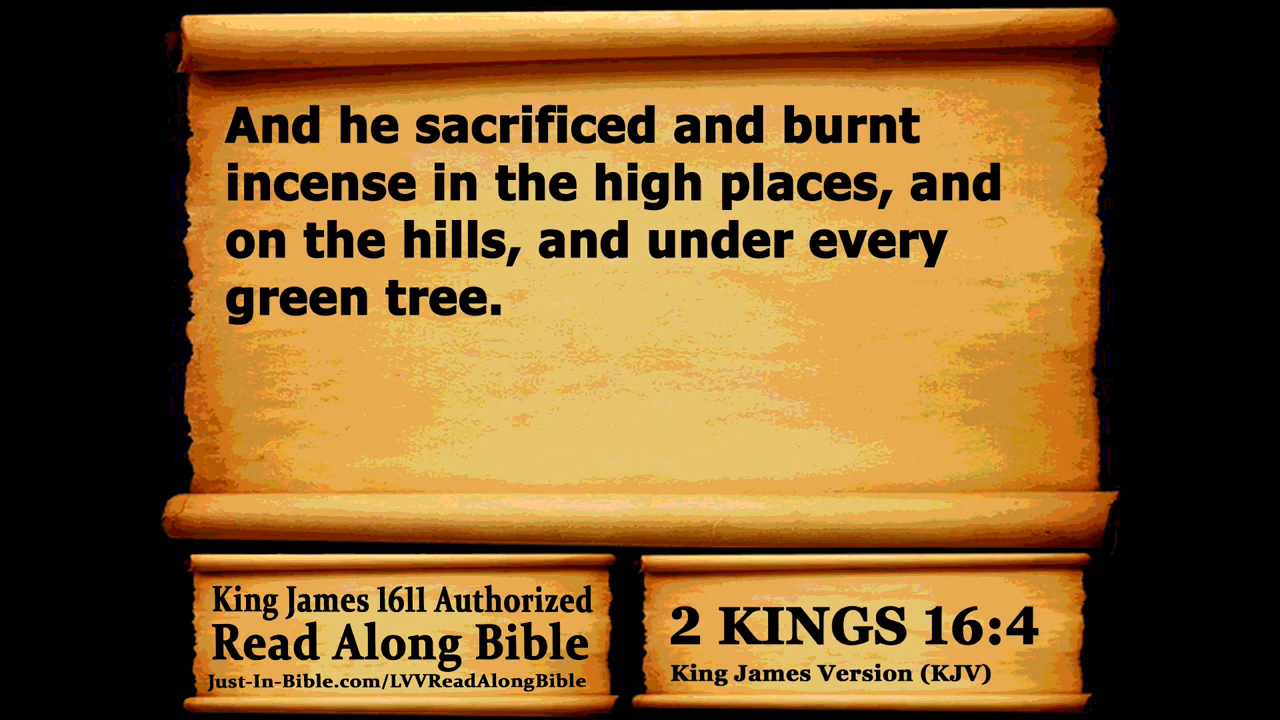 And he sacrificed and burnt
incense in the high places, and
on the hills, and under every
green tree.
King James 1611 Authorized
Read Along Bible
Just-In-Bible.com/LVVReadAlongBible
2 KINGS 16:4
King James Version (KJV)